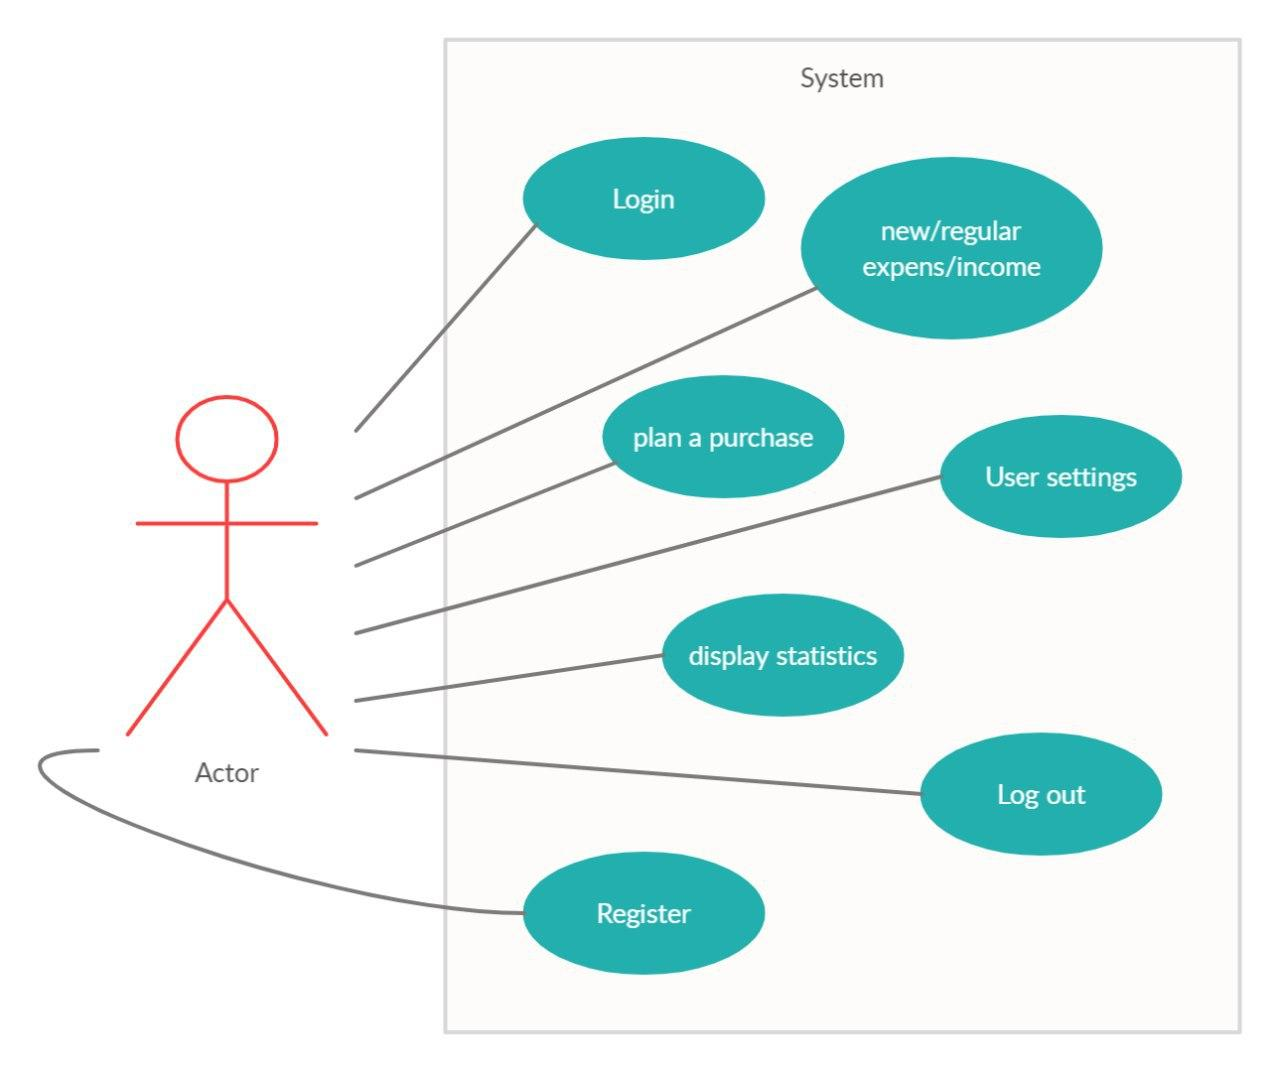 System
Login
new/regular
expens/income
plan a purchase
User settings
display statistics
Actor
Log out
Register